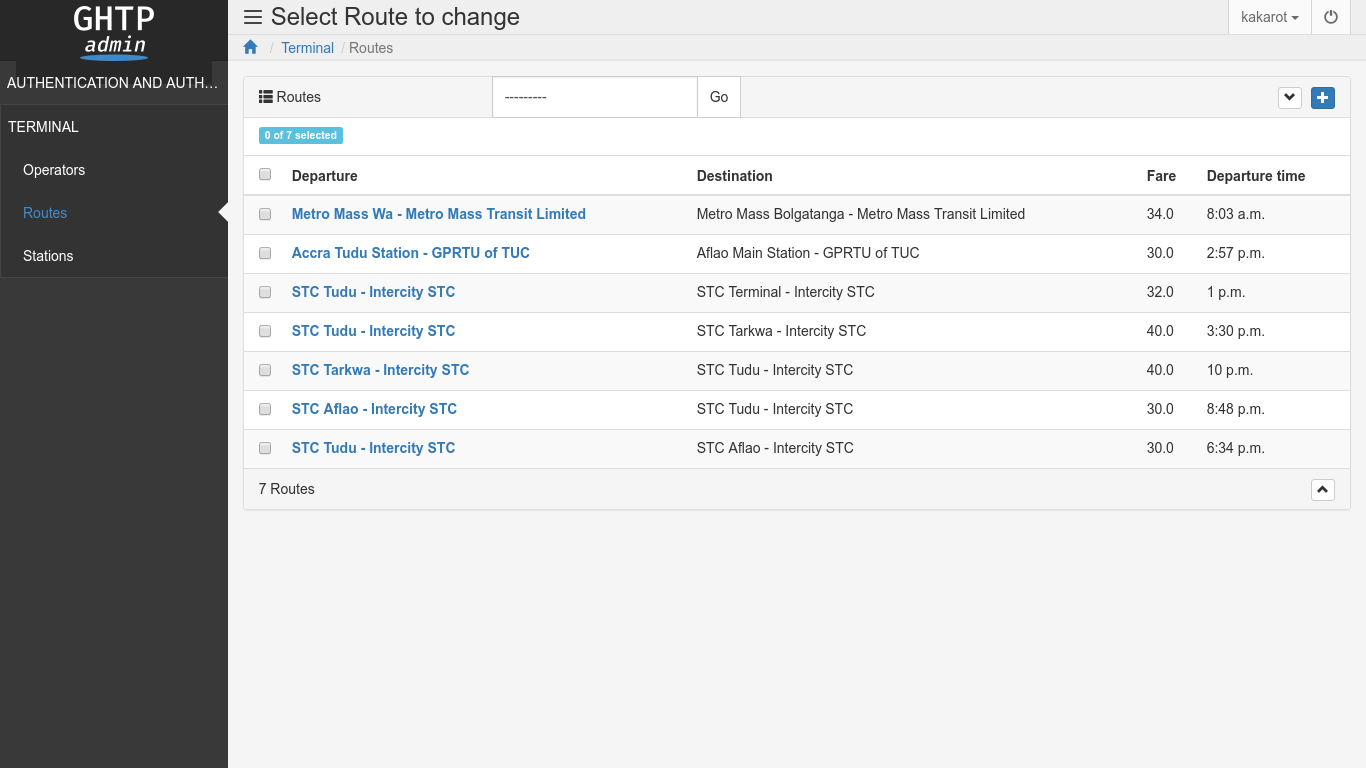 GHTP
admin
Select Route to change
kakarot
Terminal / Routes
AUTHENTICATION AND AUTH…
TERMINAL
Operators
Routes
Stations
Routes --------- Go
0 of 7 selected
Departure Destination Fare Departure time
Metro Mass Wa - Metro Mass Transit Limited Metro Mass Bolgatanga - Metro Mass Transit Limited 34.0 8:03 a.m.
Accra Tudu Station - GPRTU of TUC Aflao Main Station - GPRTU of TUC 30.0 2:57 p.m.
STC Tudu - Intercity STC STC Terminal - Intercity STC 32.0 1 p.m.
STC Tudu - Intercity STC STC Tarkwa - Intercity STC 40.0 3:30 p.m.
STC Tarkwa - Intercity STC STC Tudu - Intercity STC 40.0 10 p.m.
STC Aflao - Intercity STC STC Tudu - Intercity STC 30.0 8:48 p.m.
STC Tudu - Intercity STC STC Aflao - Intercity STC 30.0 6:34 p.m.
7 Routes